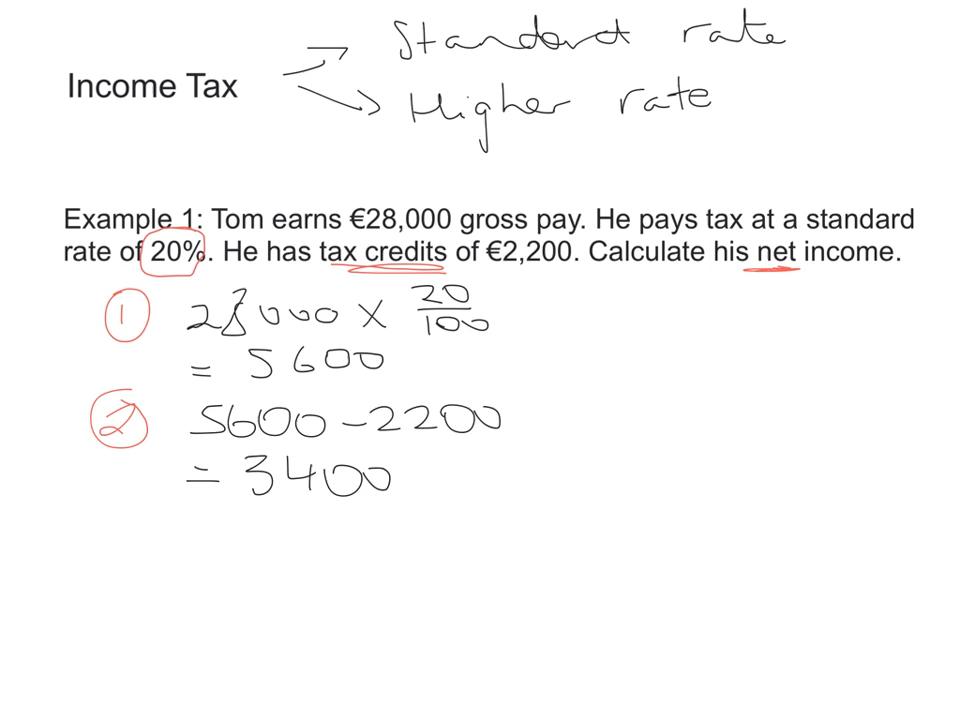 Standard rate
Income Tax
Higher rate
Example 1: Tom earns €28,000 gross pay. He pays tax at a standard
rate of 20%. He has tax credits of €2,200. Calculate his net income.
1 28000 × 20/100
= 5600
2 5600 - 2200
= 3400